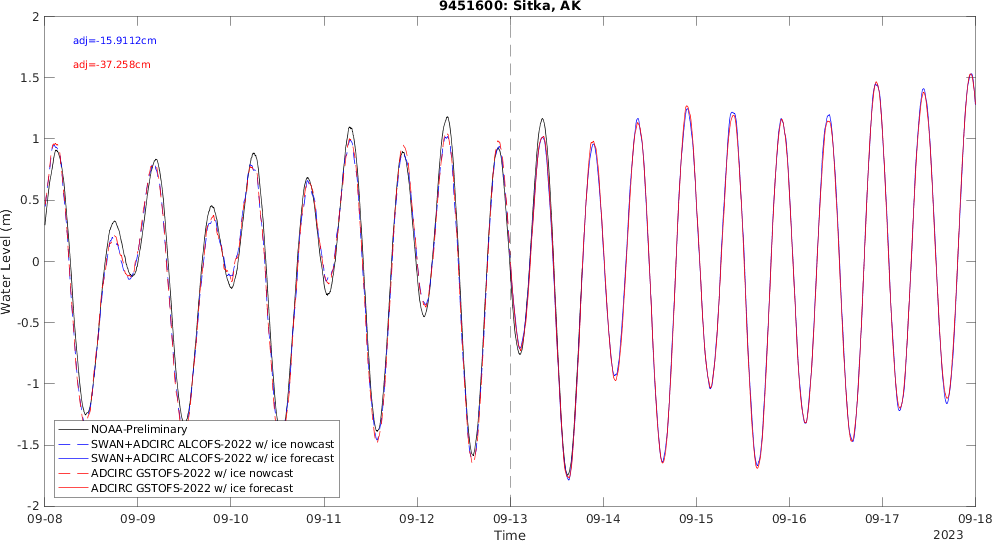 9451600: Sitka, AK
adj=-15.9112cm
adj=-37.258cm
Water Level (m)
2
1.5
1
0.5
0
-0.5
-1
-1.5
-2
NOAA-Preliminary
SWAN+ADCIRC ALCOFS-2022 w/ ice nowcast
SWAN+ADCIRC ALCOFS-2022 w/ ice forecast
ADCIRC GSTOFS-2022 w/ ice nowcast
ADCIRC GSTOFS-2022 w/ ice forecast
09-08 09-09 09-10 09-11 09-12 09-13 09-14 09-15 09-16 09-17 09-18
Time
2023